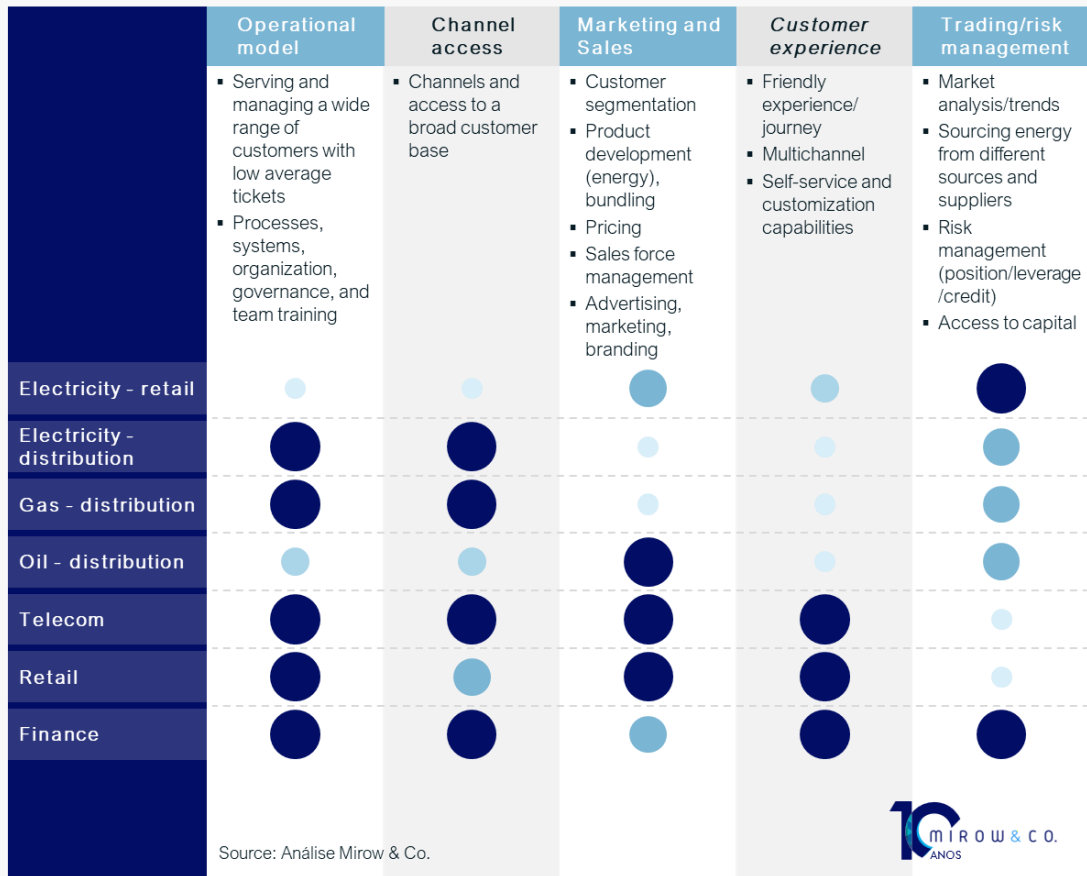 Operational
model
Channel
access
Marketing and
Sales
Customer
experience
Trading/risk
management
▪ Serving and
managing a wide
range of
customers with
low average
tickets
▪ Processes,
systems,
organization,
governance, and
team training
▪ Channels and
access to a
broad customer
base
▪ Customer
segmentation
▪ Product
development
(energy),
bundling
▪ Pricing
▪ Sales force
management
▪ Advertising,
marketing,
branding
▪ Friendly
experience/
journey
▪ Multichannel
▪ Self-service and
customization
capabilities
▪ Market
analysis/trends
▪ Sourcing energy
from different
sources and
suppliers
▪ Risk
management
(position/leverage
/credit)
▪ Access to capital
Electricity - retail
Electricity -
distribution
Gas - distribution
Oil - distribution
Telecom
Retail
Finance
Source: Análise Mirow & Co.
10 MIROW & CO.
ANOS